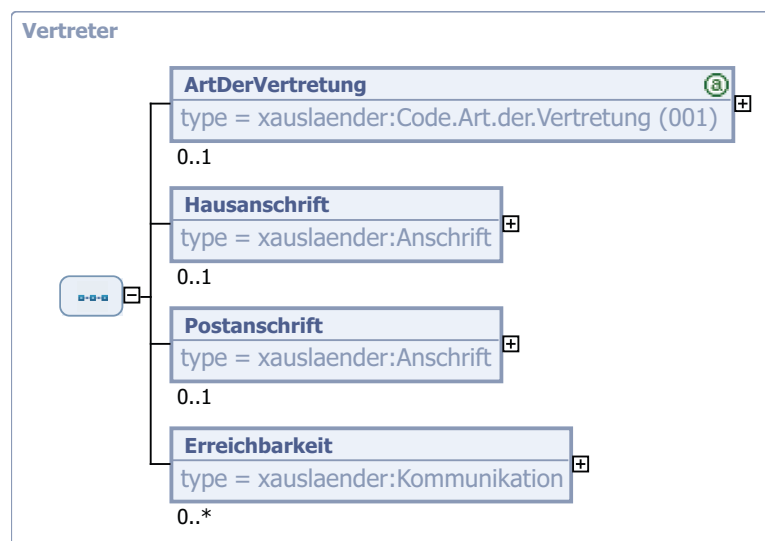 Vertreter
ArtDerVertretung
type = xauslaender:Code.Art.der.Vertretung (001)
0..1
Hausanschrift
type = xauslaender:Anschrift
0..1
Postanschrift
type = xauslaender:Anschrift
0..1
Erreichbarkeit
type = xauslaender:Kommunikation
0..*